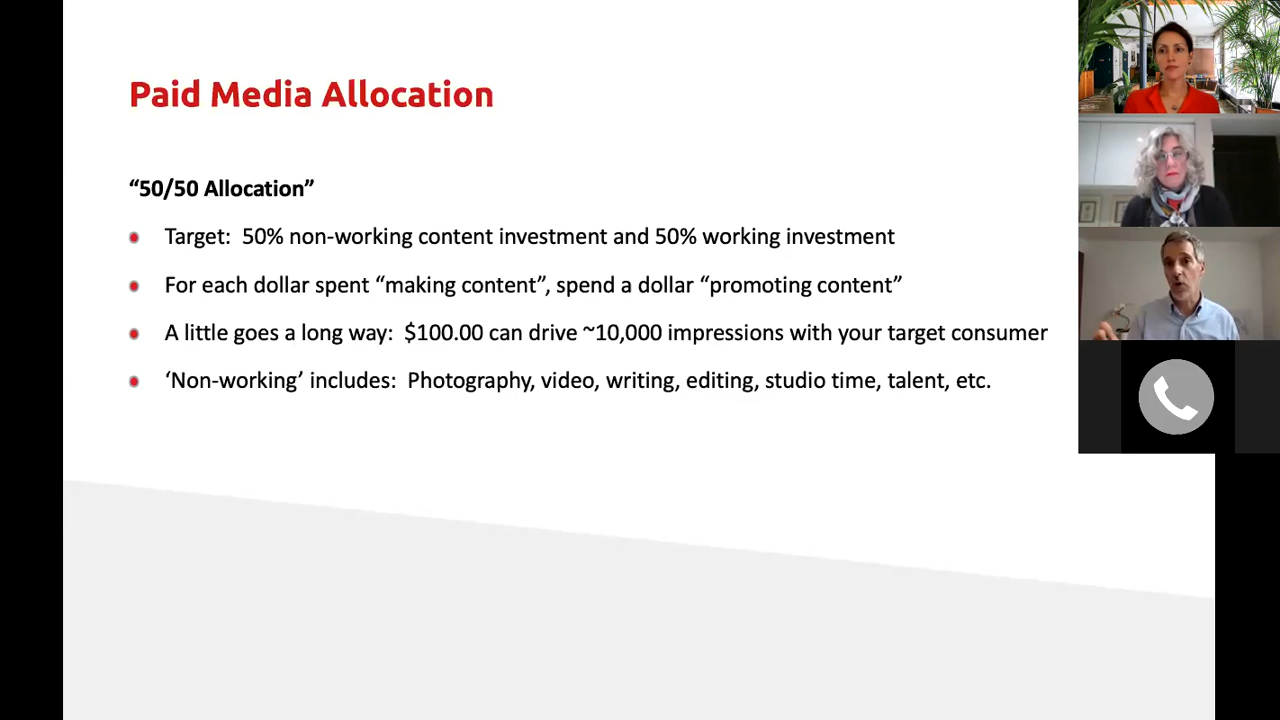 Paid Media Allocation
“50/50 Allocation”
Target:  50% non-working content investment and 50% working investment
For each dollar spent “making content”, spend a dollar “promoting content”
A little goes a long way:  $100.00 can drive ~10,000 impressions with your target consumer
‘Non-working’ includes:  Photography, video, writing, editing, studio time, talent, etc.